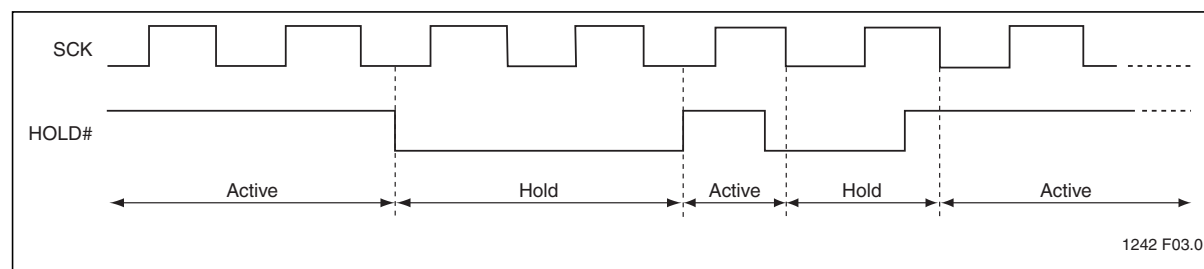 SCK
HOLD#
Active
Hold
Active
Hold
Active
1242 F03.0